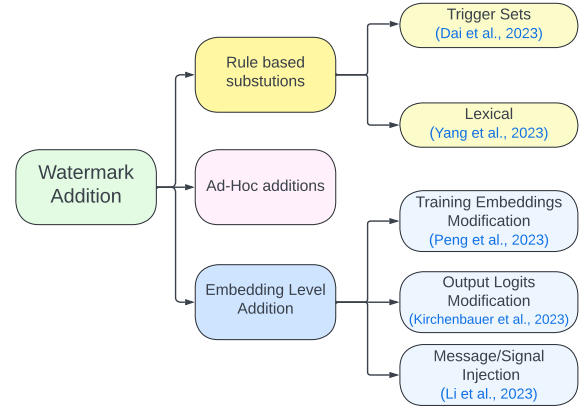 Watermark
Addition
Rule based
substutions
Trigger Sets
(Dai et al., 2023)
Lexical
(Yang et al., 2023)
Ad-Hoc additions
Embedding Level
Addition
Training Embeddings
Modification
(Peng et al., 2023)
Output Logits
Modification
(Kirchenbauer et al., 2023)
Message/Signal
Injection
(Li et al., 2023)